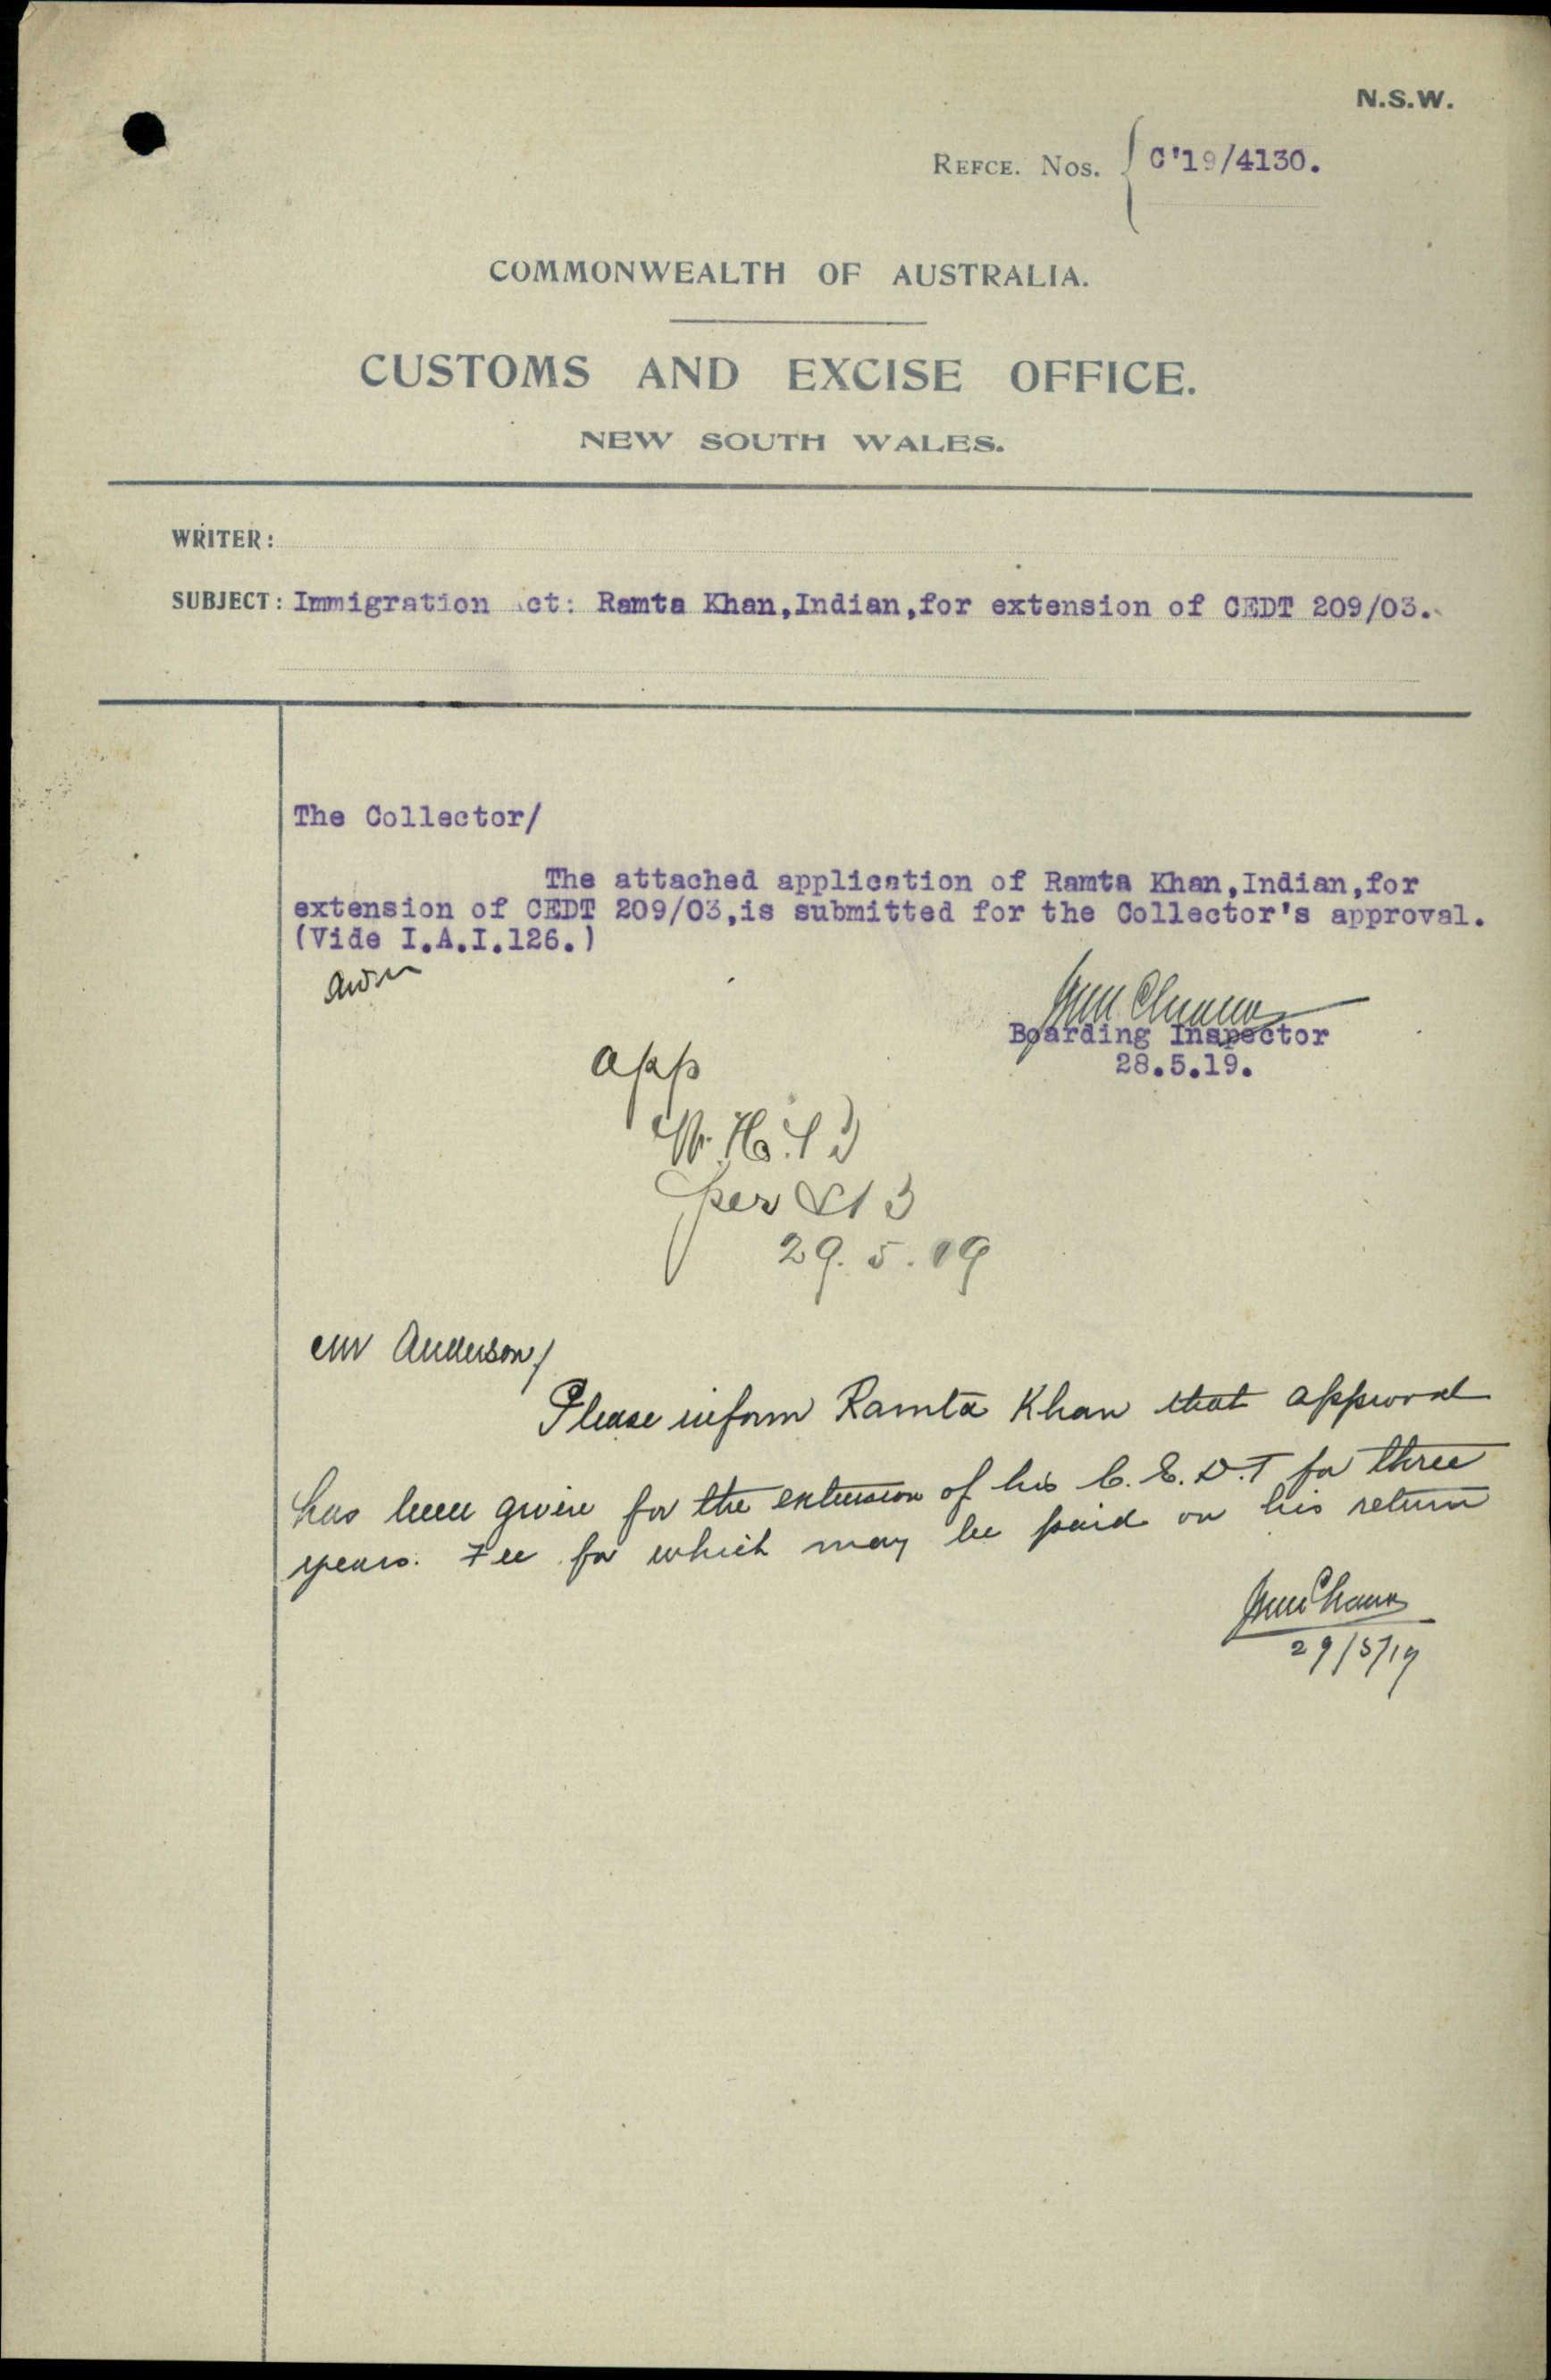 N.S.W.
REFCE. NOS. { C'19/4130.
COMMONWEALTH OF AUSTRALIA.
CUSTOMS AND EXCISE OFFICE.
NEW SOUTH WALES.
WRITER:
SUBJECT: Immigration ct: Ramta Khan,Indian,for extension of CEDT 209/03.
The Collector/
The attached application of Ramta Khan,Indian,for
extension of CEDT 209/03,is submitted for the Collector's approval.
(Vide I.A.I.126.)
Boarding Inspector
28.5.19.
app
per
29.5.19
Mr Anderson/
Please inform Ramta Khan that approval
has been given for the extension of his C.E.D.T for three
years. Fee for which may be paid on his return
29/5/19